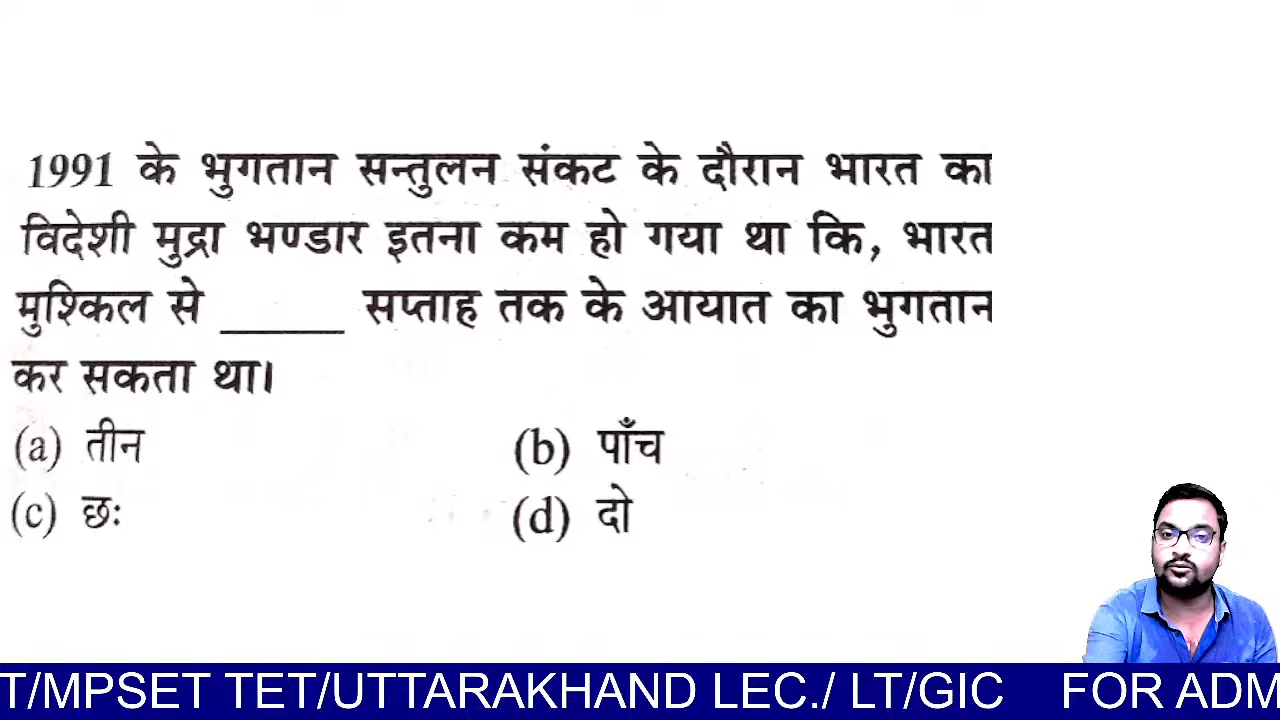 1991 के भुगतान सन्तुलन संकट के दौरान भारत का
विदेशी मुद्रा भण्डार इतना कम हो गया था कि, भारत
मुश्किल से ______ सप्ताह तक के आयात का भुगतान
कर सकता था।
(a) तीन (b) पाँच
(c) छः (d) दो
T/MPSET TET/UTTARAKHAND LEC./ LT/GIC FOR ADM